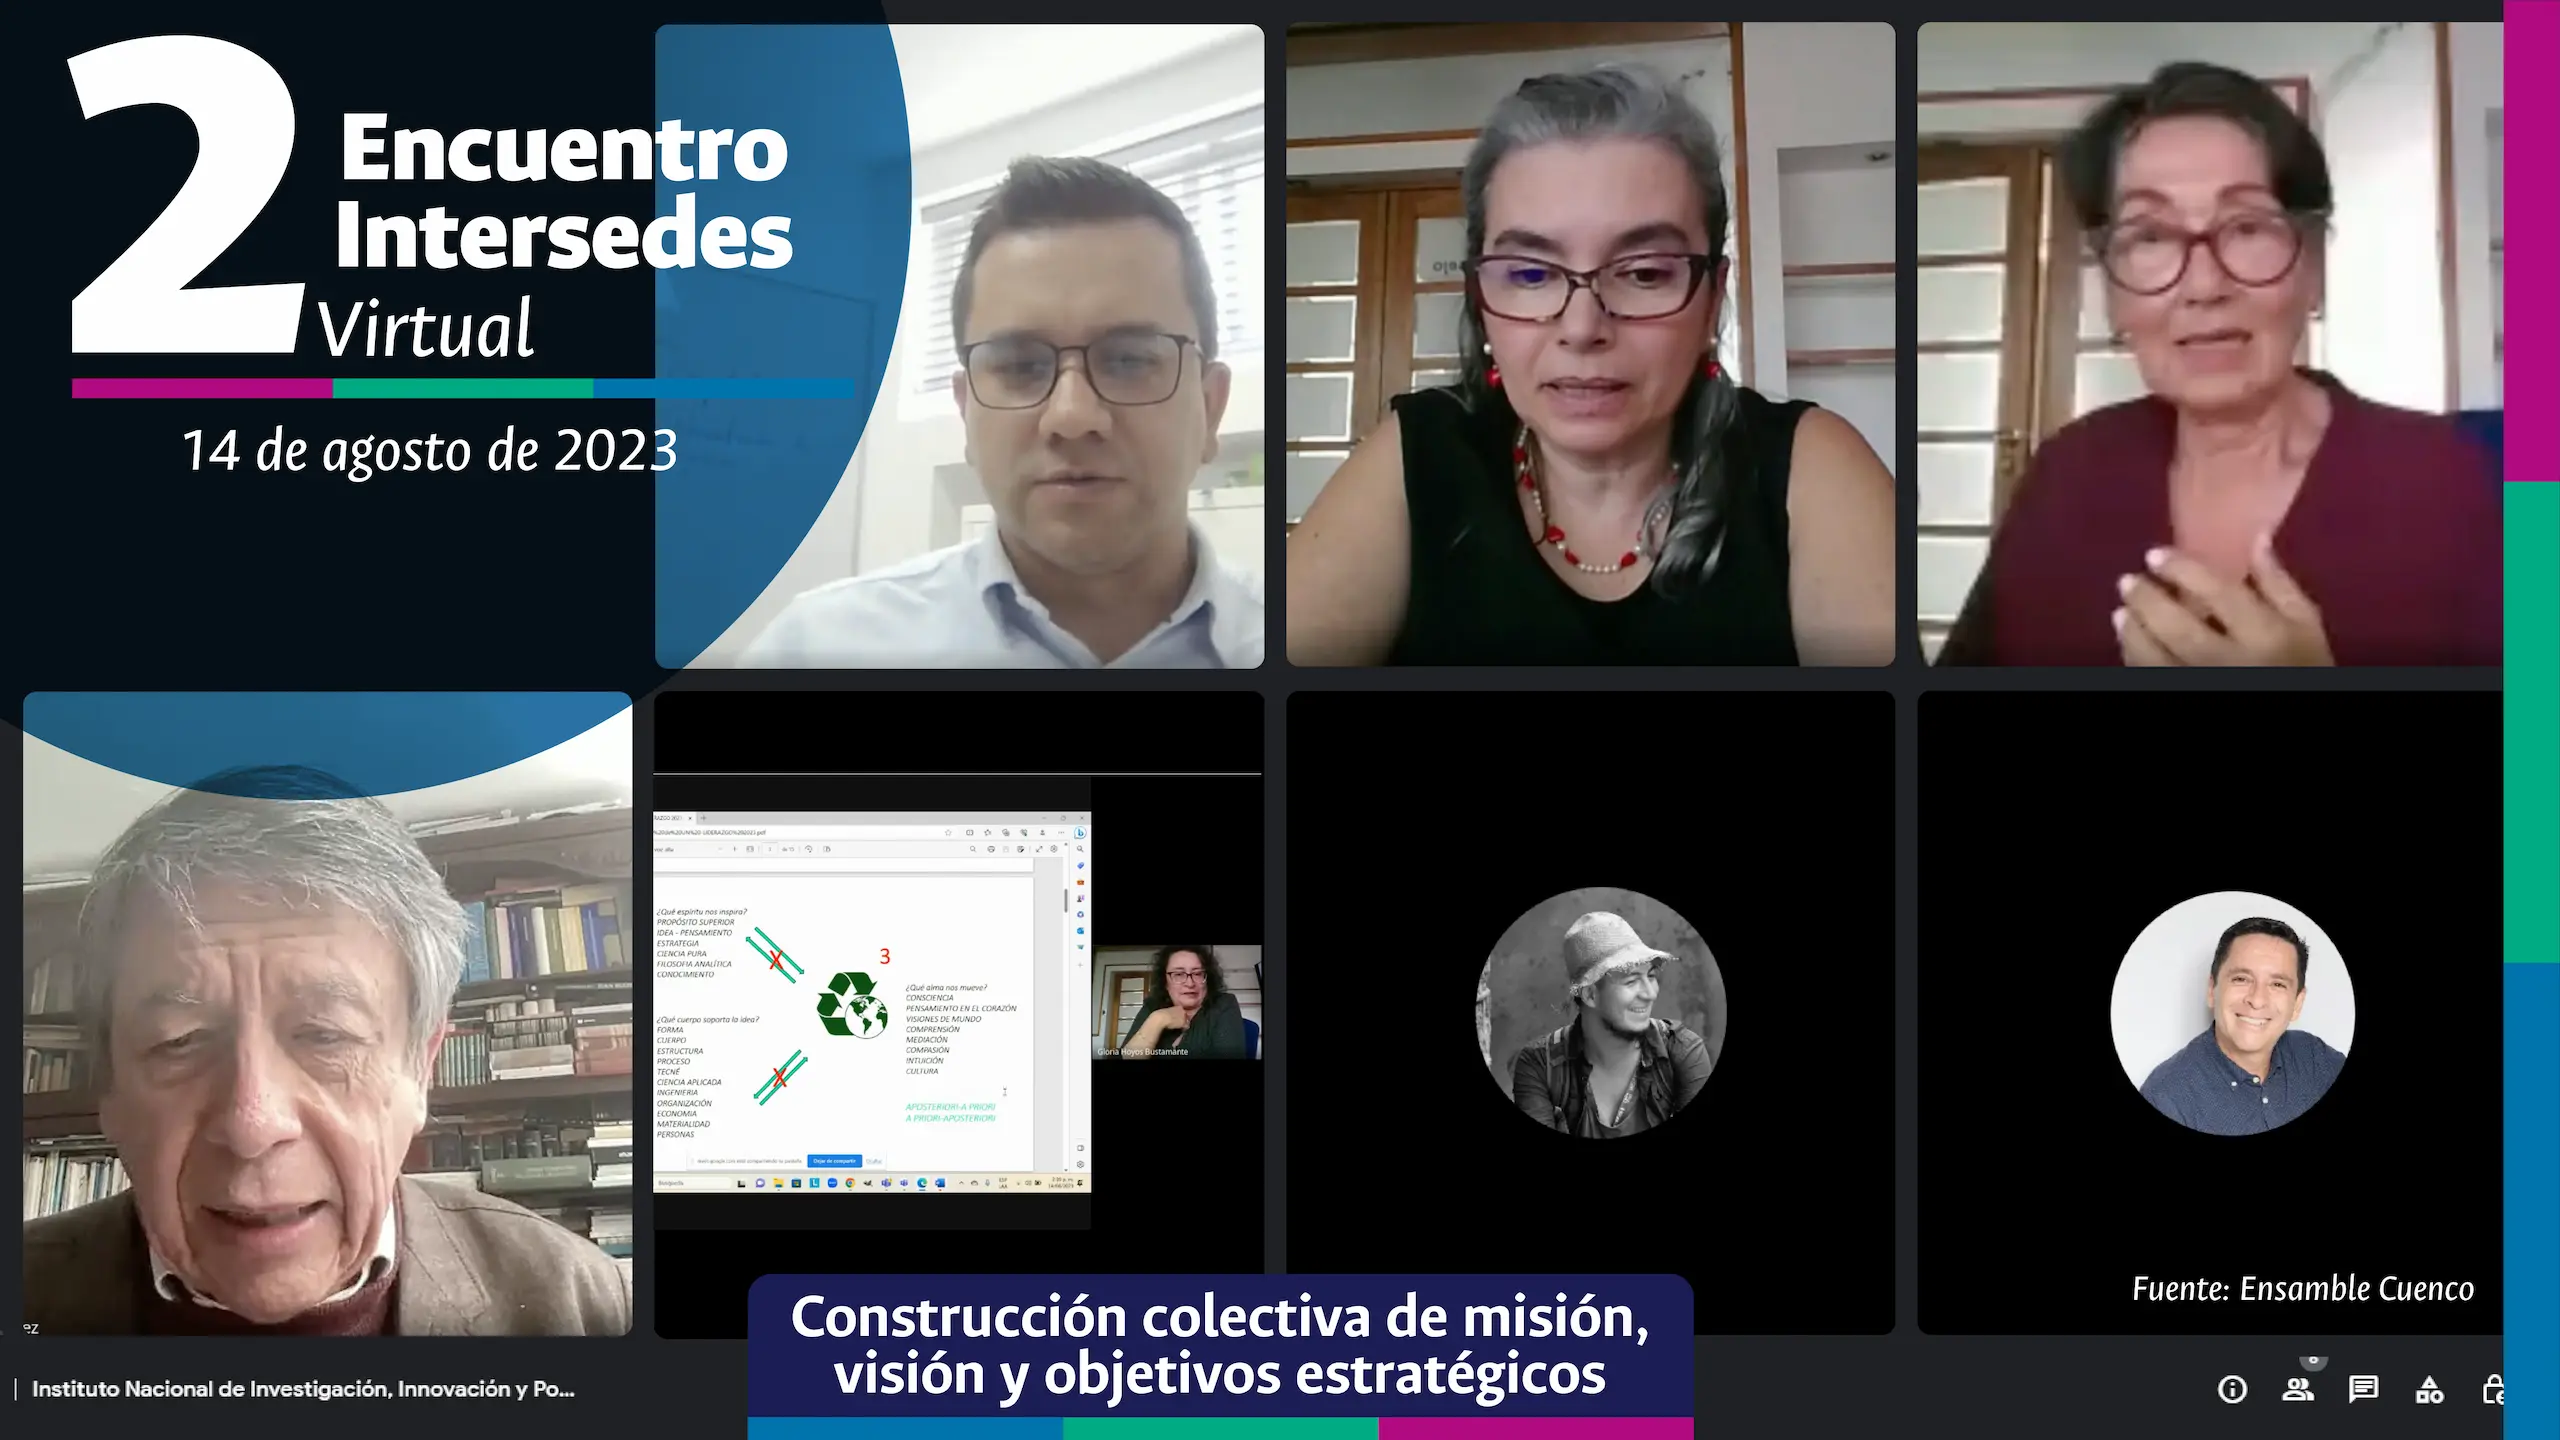 2
Encuentro
Intersedes
Virtual
14 de agosto de 2023
¿Qué espíritu nos inspira?
PROPÓSITO SUPERIOR
IDEA - PENSAMIENTO
ESTRATEGIA
CIENCIA PURA
FILOSOFIA ANALÍTICA
CONOCIMIENTO
3
¿Qué cuerpo soporta la idea?
FORMA
CUERPO
ESTRUCTURA
PROCESO
TECNÉ
CIENCIA APLICADA
INGENIERIA
ORGANIZACIÓN
ECONOMIA
MATERIALIDAD
PERSONAS
¿Qué alma nos mueve?
CONSCIENCIA
PENSAMIENTO EN EL CORAZÓN
VISIONES DE MUNDO
COMPRENSIÓN
MEDIACIÓN
COMPASIÓN
INTUICIÓN
CULTURA
APOSTERIORI-A PRIORI
A PRIORI-APOSTERIORI
Dejar de compartir
Gloria Hoyos Bustamante
Fuente: Ensamble Cuenco
ez
Construcción colectiva de misión,
visión y objetivos estratégicos
| Instituto Nacional de Investigación, Innovación y Po...